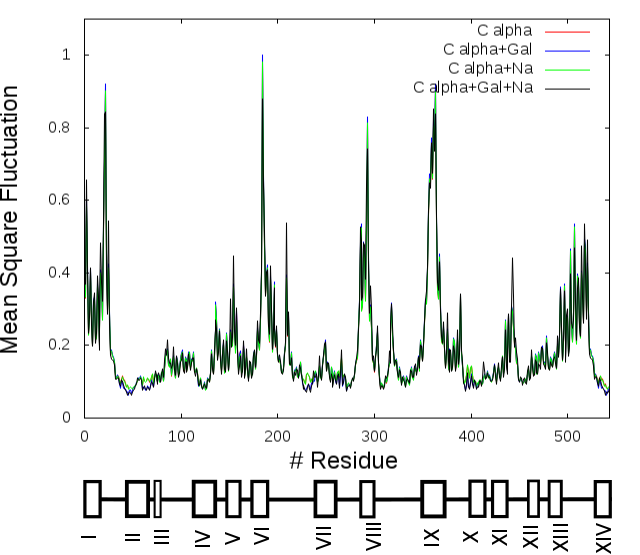 C alpha
C alpha+Gal
C alpha+Na
C alpha+Gal+Na
Mean Square Fluctuation
1
0.8
0.6
0.4
0.2
0
0 100 200 300 400 500
# Residue
I II III IV V VI VII VIII IX X XI XII XIII XIV